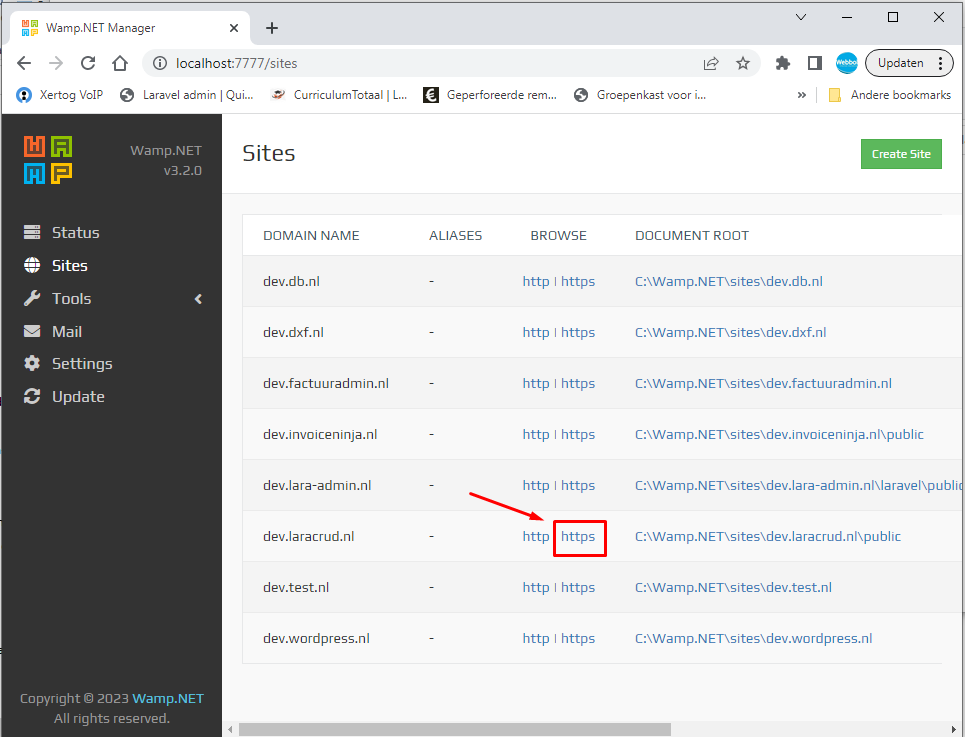 Wamp.NET Manager
localhost:7777/sites
Webbo
Updaten
Xertog VoIP
Laravel admin | Qui...
CurriculumTotaal | L...
Geperforeerde rem...
Groepenkast voor i...
»
Andere bookmarks
WAMP
Wamp.NET
v3.2.0
Status
Sites
Tools
Mail
Settings
Update
Copyright © 2023 Wamp.NET
All rights reserved.
Sites
Create Site
DOMAIN NAME ALIASES BROWSE DOCUMENT ROOT
dev.db.nl - http | https C:\Wamp.NET\sites\dev.db.nl
dev.dxf.nl - http | https C:\Wamp.NET\sites\dev.dxf.nl
dev.factuuradmin.nl - http | https C:\Wamp.NET\sites\dev.factuuradmin.nl
dev.invoiceninja.nl - http | https C:\Wamp.NET\sites\dev.invoiceninja.nl\public
dev.lara-admin.nl - http | https C:\Wamp.NET\sites\dev.lara-admin.nl\laravel\public
dev.laracrud.nl - http https C:\Wamp.NET\sites\dev.laracrud.nl\public
dev.test.nl - http | https C:\Wamp.NET\sites\dev.test.nl
dev.wordpress.nl - http | https C:\Wamp.NET\sites\dev.wordpress.nl